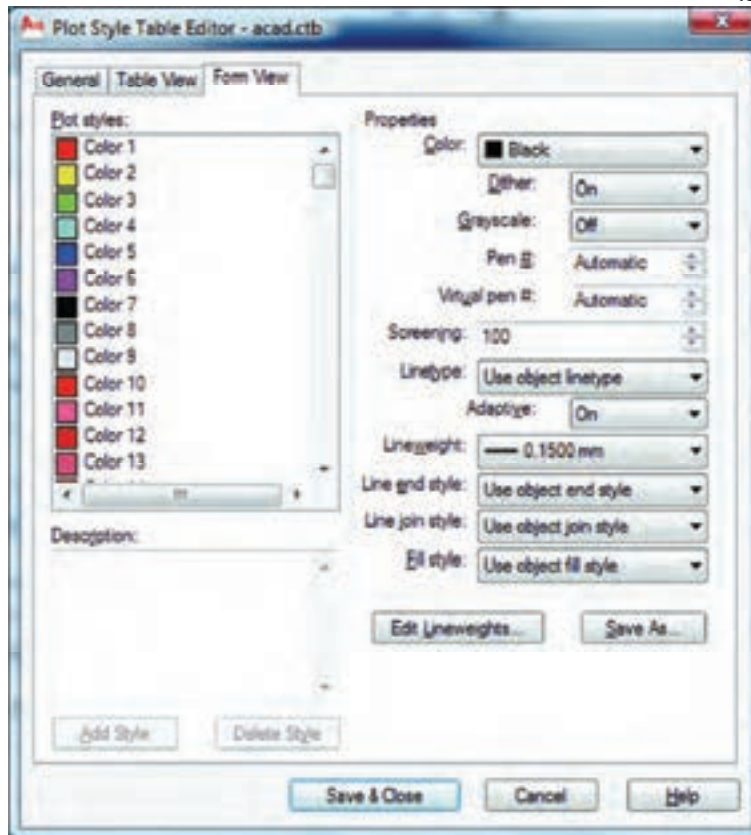 Plot Style Table Editor - acad.ctb
General
Table View
Form View
Plot styles:
Color 1
Color 2
Color 3
Color 4
Color 5
Color 6
Color 7
Color 8
Color 9
Color 10
Color 11
Color 12
Color 13
Description:
Add Style
Delete Style
Properties
Color: Black
Dither: On
Grayscale: Off
Pen #: Automatic
Virtual pen #: Automatic
Screening: 100
Linetype: Use object linetype
Adaptive: On
Lineweight: 0.1500 mm
Line end style: Use object end style
Line join style: Use object join style
Fill style: Use object fill style
Edit Lineweights...
Save As...
Save & Close
Cancel
Help